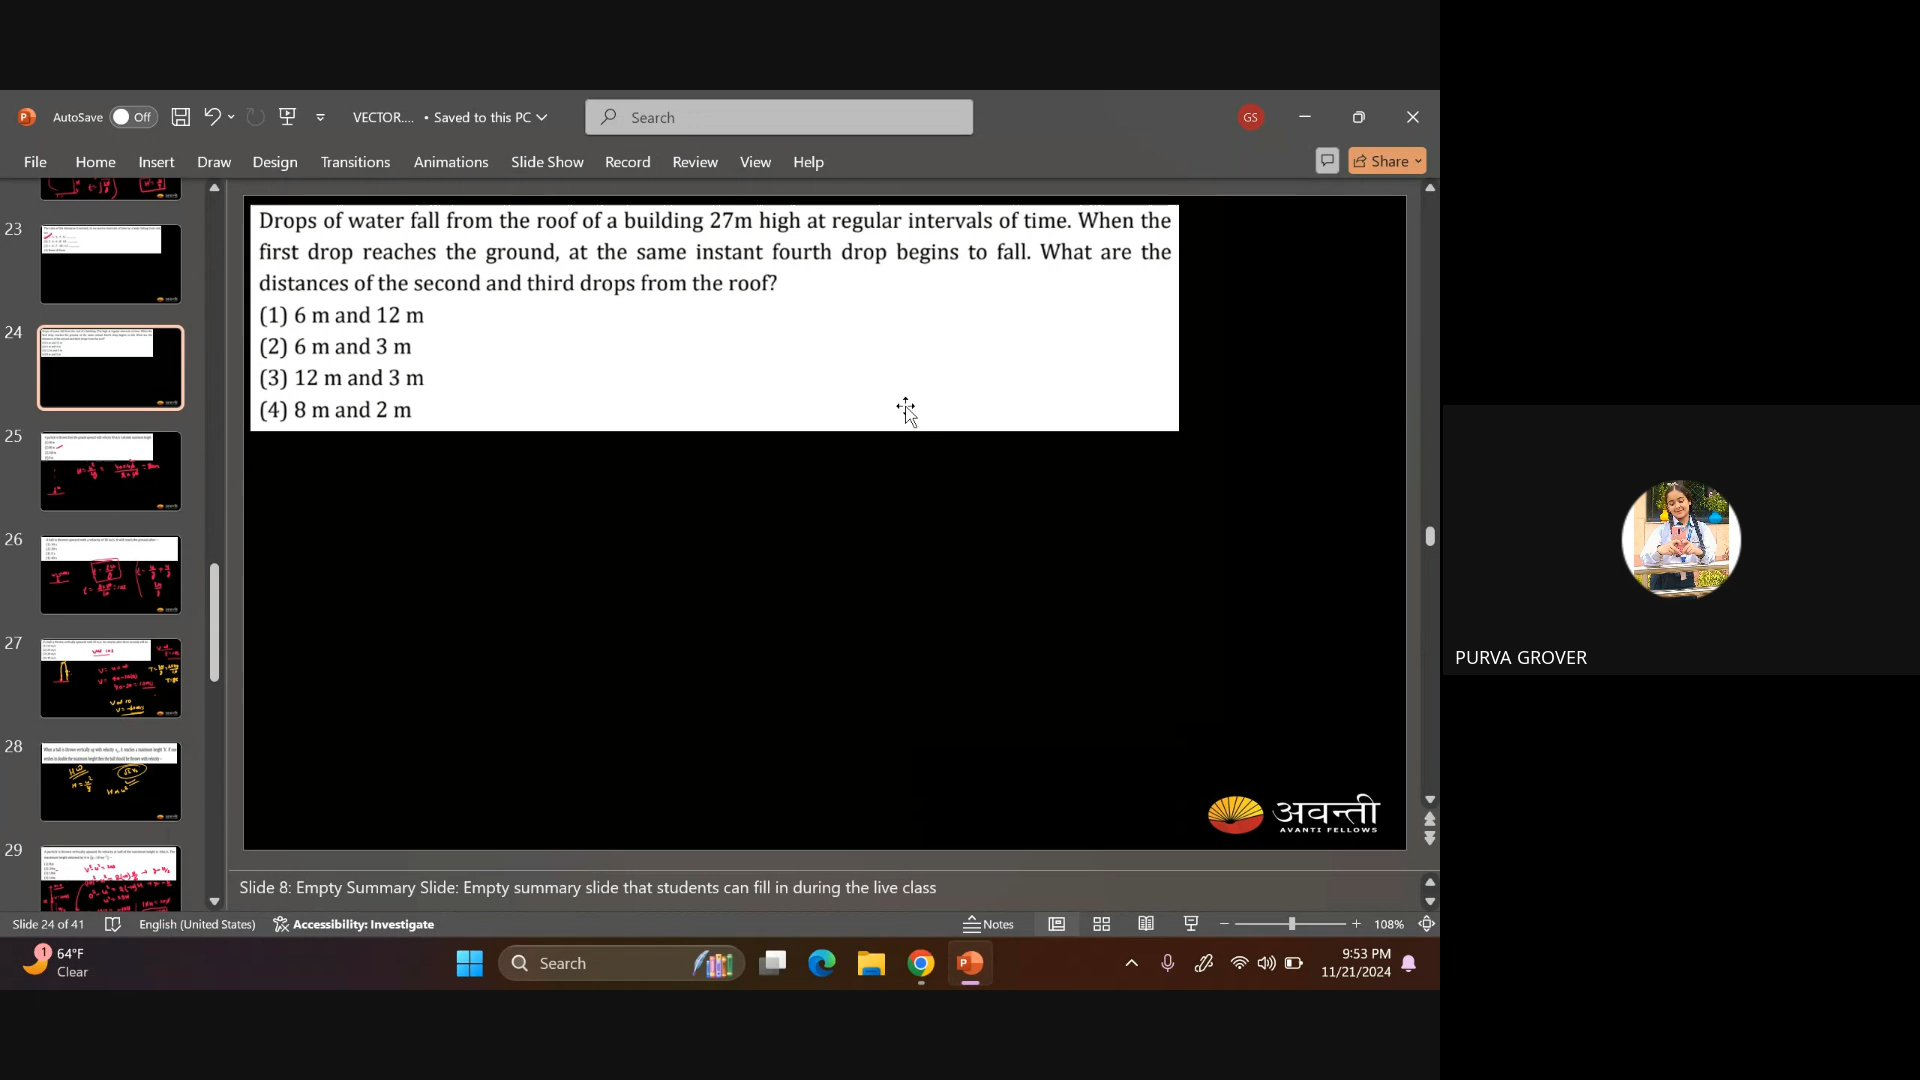 AutoSave Off VECTOR.... • Saved to this PC Search GS
File Home Insert Draw Design Transitions Animations Slide Show Record Review View Help Share
23
24
25
26
27
28
29
Drops of water fall from the roof of a building 27m high at regular intervals of time. When the
first drop reaches the ground, at the same instant fourth drop begins to fall. What are the
distances of the second and third drops from the roof?
(1) 6 m and 12 m
(2) 6 m and 3 m
(3) 12 m and 3 m
(4) 8 m and 2 m
अवन्ती
AVANTI FELLOWS
PURVA GROVER
Slide 8: Empty Summary Slide: Empty summary slide that students can fill in during the live class
Slide 24 of 41 English (United States) Accessibility: Investigate Notes 108%
1 64°F
Clear
Search
9:53 PM
11/21/2024